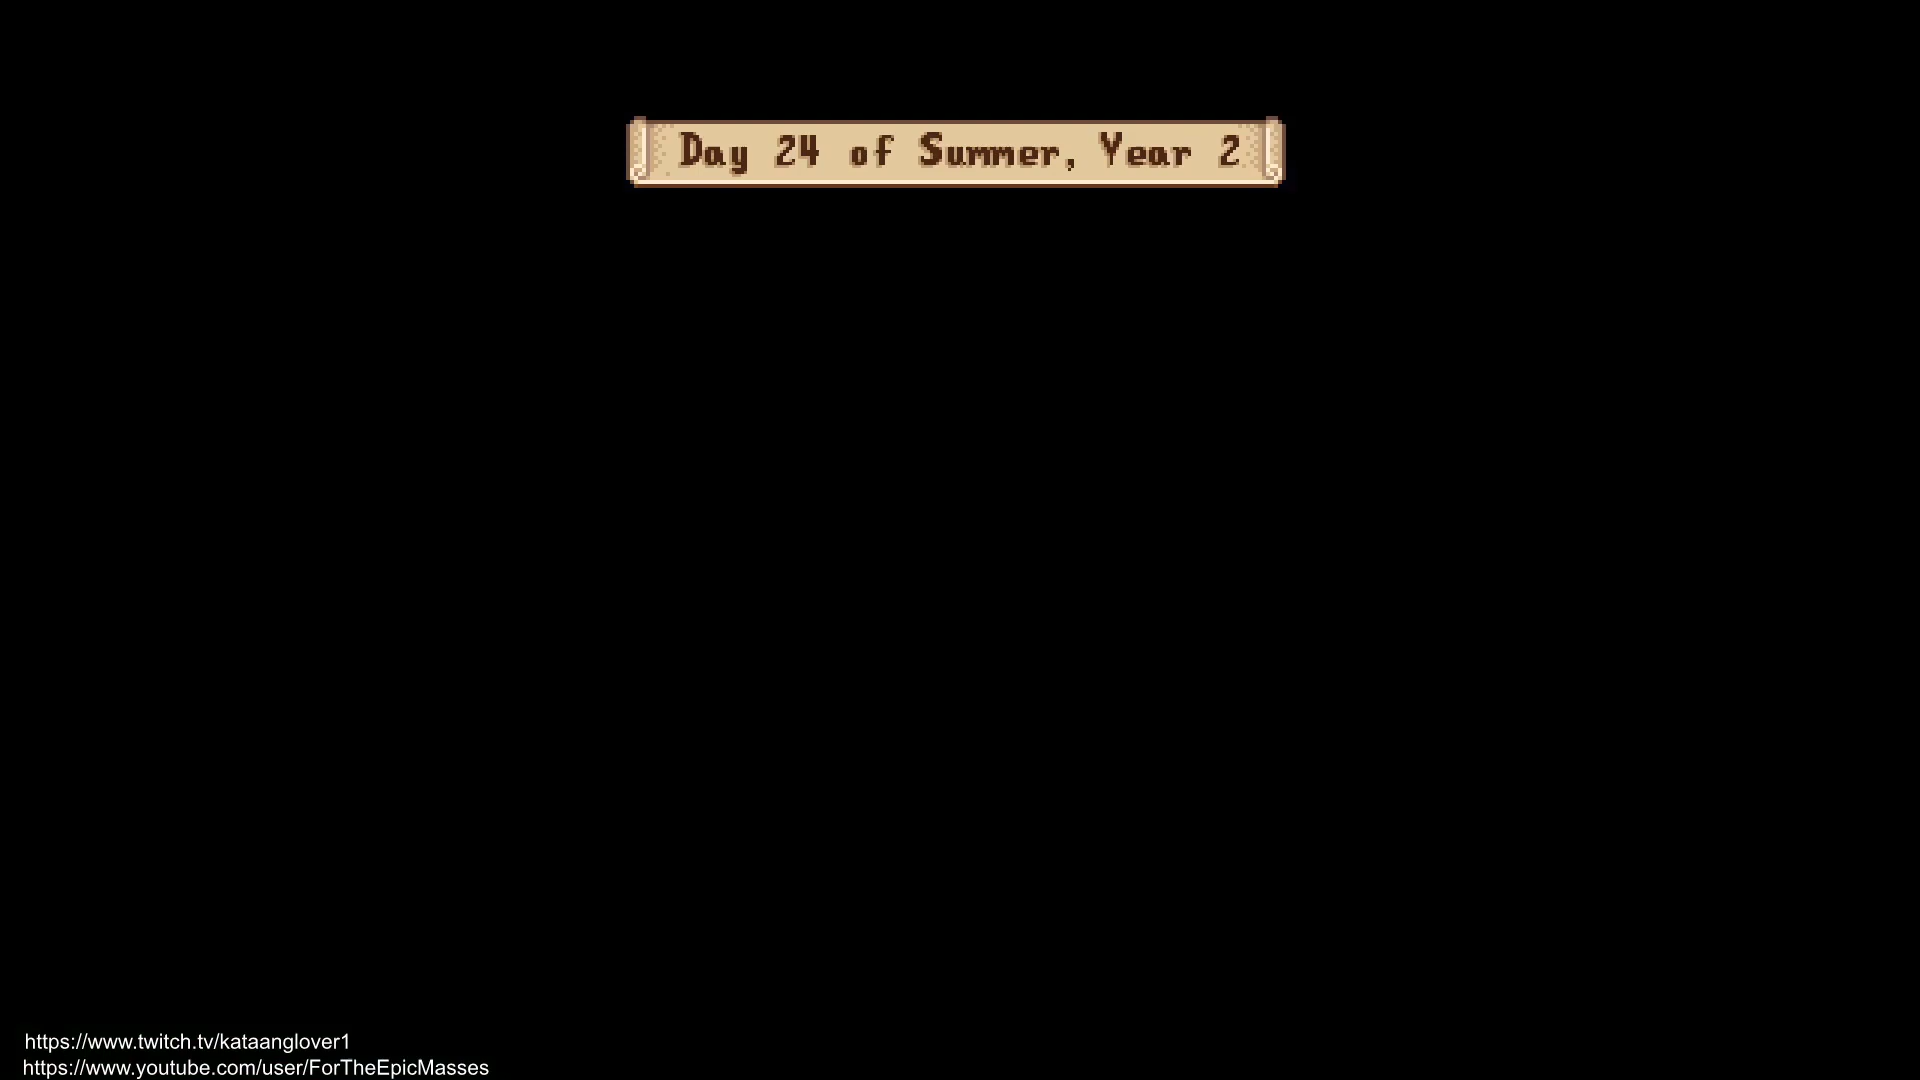 Day 24 of Summer, Year 2
https://www.twitch.tv/kataanglover1
https://www.youtube.com/user/ForTheEpicMasses